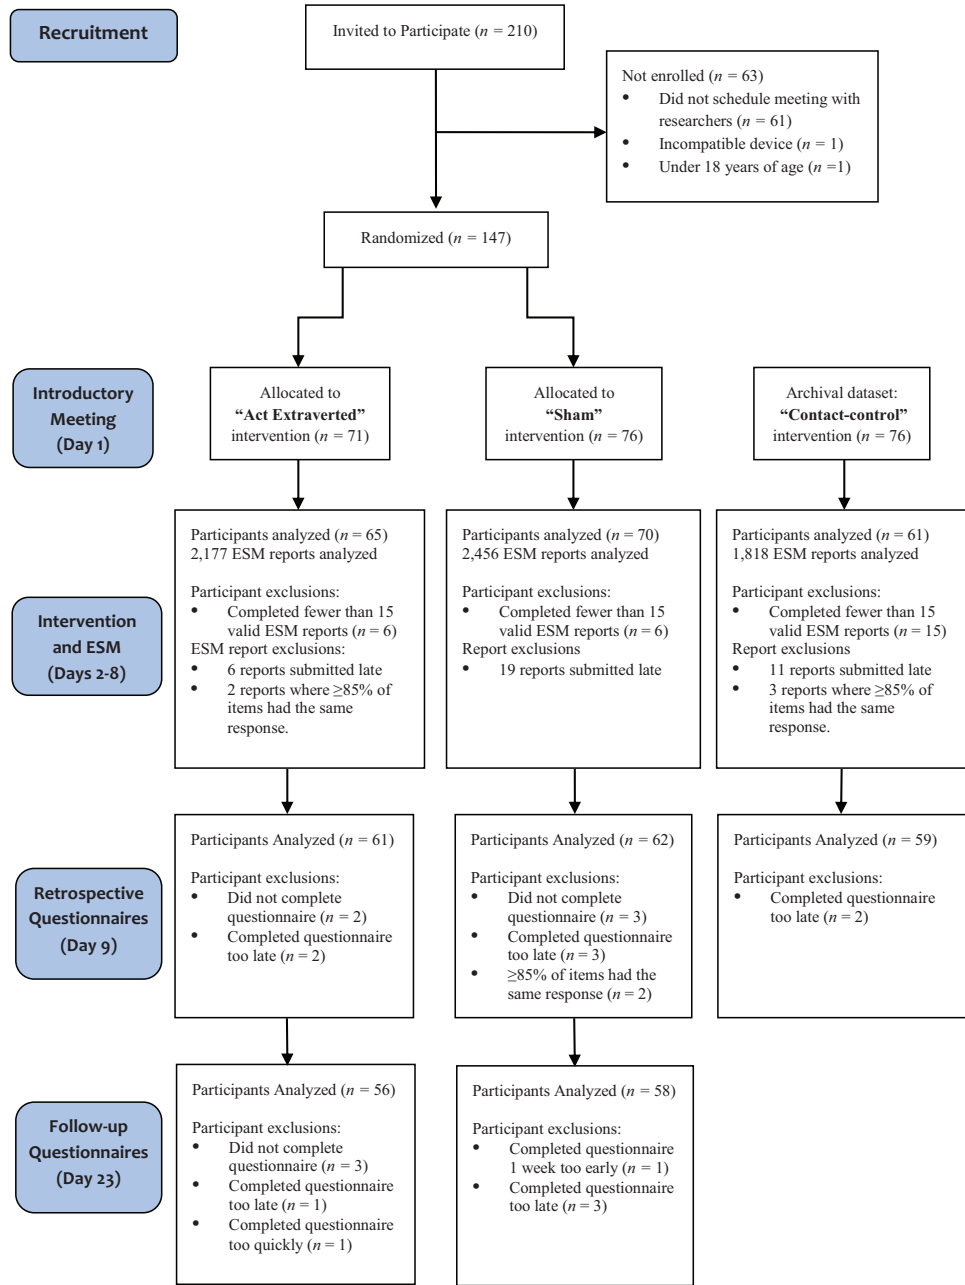 Recruitment
Invited to Participate (n = 210)
Not enrolled (n = 63)
• Did not schedule meeting with
researchers (n = 61)
• Incompatible device (n = 1)
• Under 18 years of age (n =1)
Randomized (n = 147)
Introductory
Meeting
(Day 1)
Allocated to
“Act Extraverted”
intervention (n = 71)
Allocated to
“Sham”
intervention (n = 76)
Archival dataset:
“Contact-control”
intervention (n = 76)
Intervention
and ESM
(Days 2-8)
Participants analyzed (n = 65)
2,177 ESM reports analyzed
Participant exclusions:
• Completed fewer than 15
valid ESM reports (n = 6)
ESM report exclusions:
• 6 reports submitted late
• 2 reports where ≥85% of
items had the same
response.
Participants analyzed (n = 70)
2,456 ESM reports analyzed
Participant exclusions:
• Completed fewer than 15
valid ESM reports (n = 6)
Report exclusions
• 19 reports submitted late
Participants analyzed (n = 61)
1,818 ESM reports analyzed
Participant exclusions:
• Completed fewer than 15
valid ESM reports (n = 15)
Report exclusions
• 11 reports submitted late
• 3 reports where ≥85% of
items had the same
response.
Retrospective
Questionnaires
(Day 9)
Participants Analyzed (n = 61)
Participant exclusions:
• Did not complete
questionnaire (n = 2)
• Completed questionnaire
too late (n = 2)
Participants Analyzed (n = 62)
Participant exclusions:
• Did not complete
questionnaire (n = 3)
• Completed questionnaire
too late (n = 3)
• ≥85% of items had the
same response (n = 2)
Participants Analyzed (n = 59)
Participant exclusions:
• Completed questionnaire
too late (n = 2)
Follow-up
Questionnaires
(Day 23)
Participants Analyzed (n = 56)
Participant exclusions:
• Did not complete
questionnaire (n = 3)
• Completed questionnaire
too late (n = 1)
• Completed questionnaire
too quickly (n = 1)
Participants Analyzed (n = 58)
Participant exclusions:
• Completed questionnaire
1 week too early (n = 1)
• Completed questionnaire
too late (n = 3)